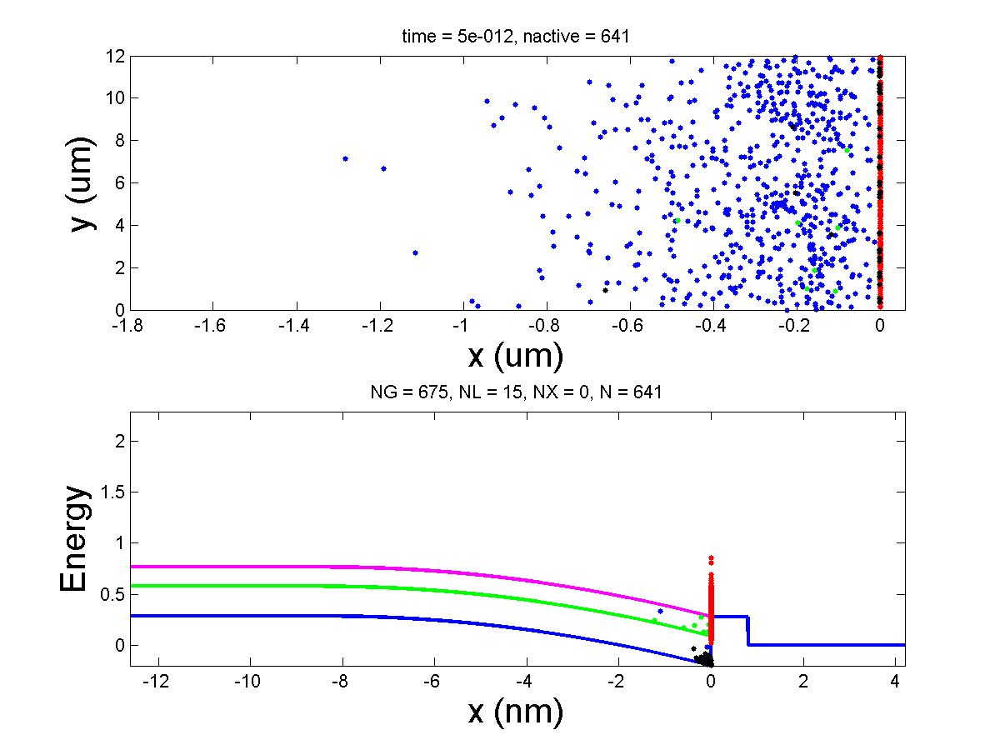 time = 5e-012, nactive = 641
12
10
8
6
4
2
0
y (um)
-1.8 -1.6 -1.4 -1.2 -1 -0.8 -0.6 -0.4 -0.2 0
x (um)
NG = 675, NL = 15, NX = 0, N = 641
2
1.5
1
0.5
0
Energy
-12 -10 -8 -6 -4 -2 0 2 4
x (nm)